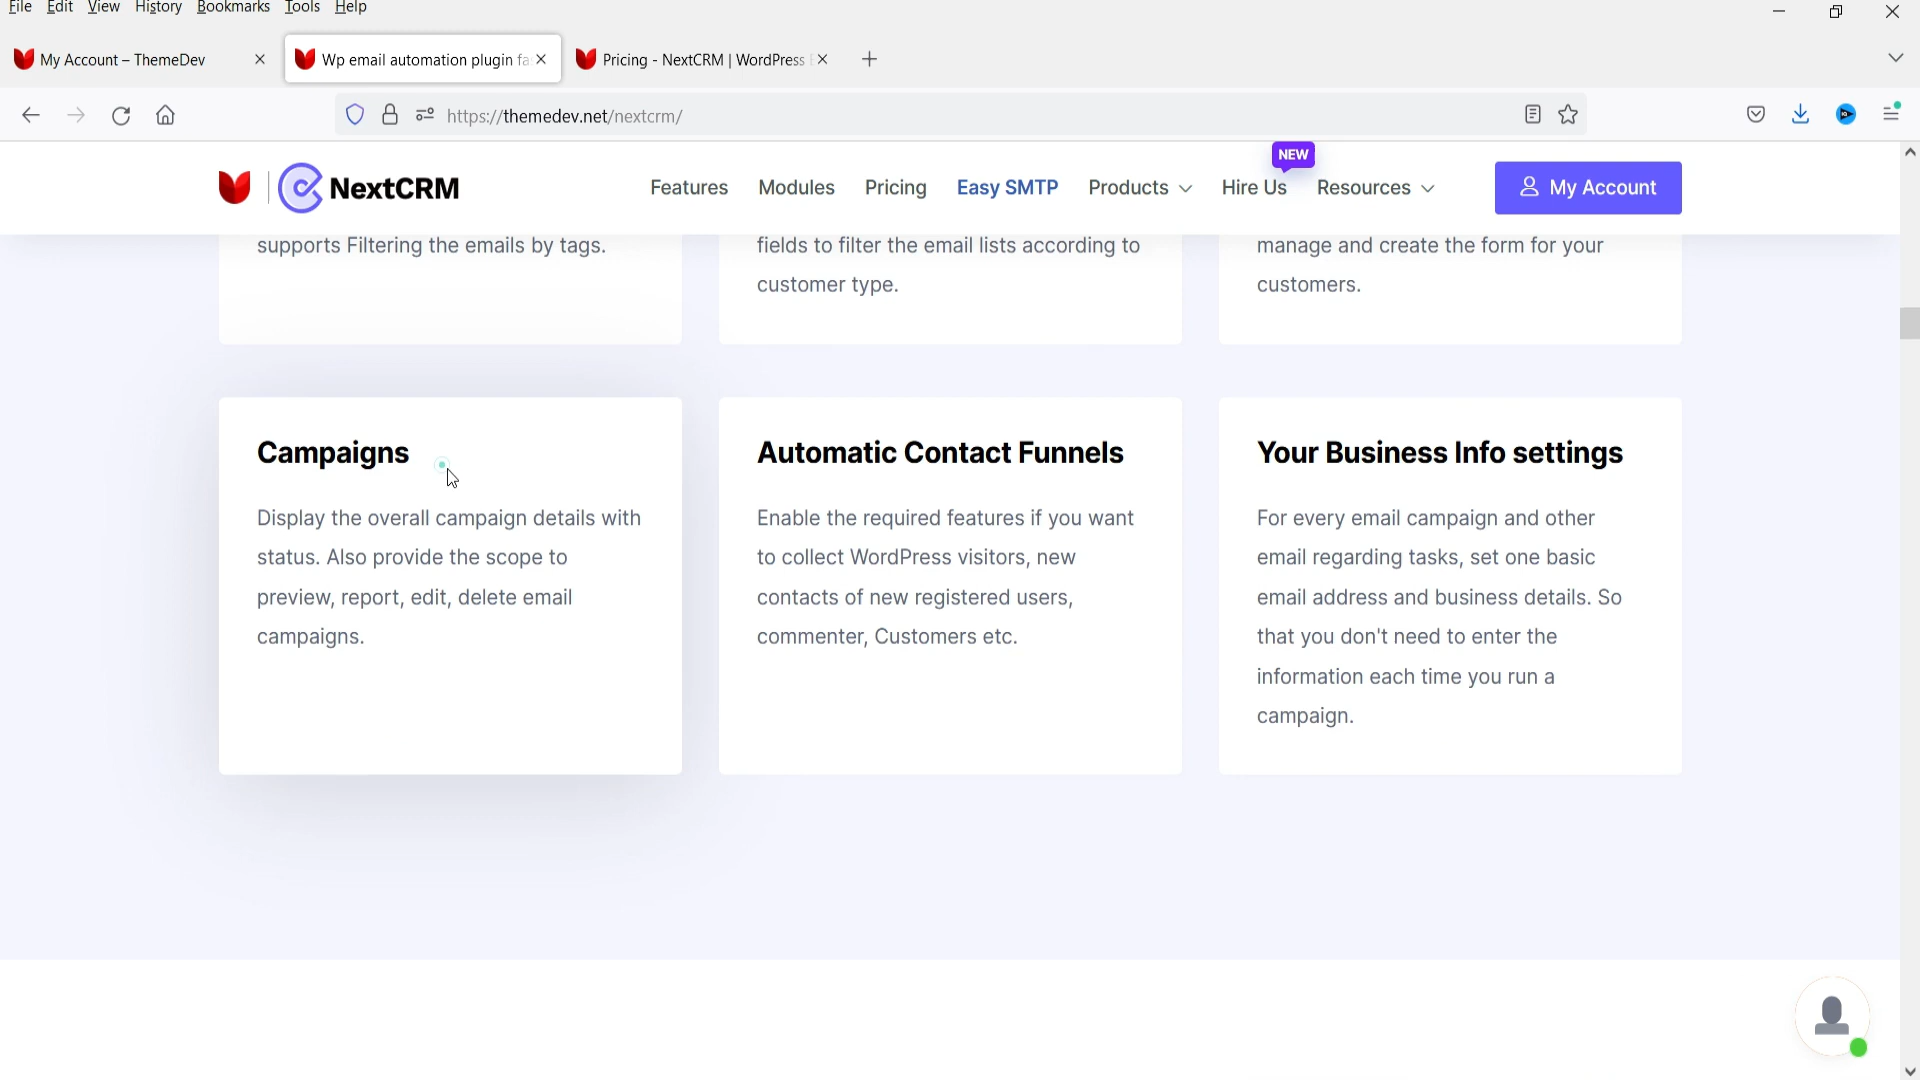 File Edit View History Bookmarks Tools Help
My Account – ThemeDev
Wp email automation plugin fa
Pricing - NextCRM | WordPress
https://themedev.net/nextcrm/
NEW
NextCRM
Features Modules Pricing Easy SMTP Products Hire Us Resources My Account
supports Filtering the emails by tags.
fields to filter the email lists according to
customer type.
manage and create the form for your
customers.
Campaigns
Display the overall campaign details with
status. Also provide the scope to
preview, report, edit, delete email
campaigns.
Automatic Contact Funnels
Enable the required features if you want
to collect WordPress visitors, new
contacts of new registered users,
commenter, Customers etc.
Your Business Info settings
For every email campaign and other
email regarding tasks, set one basic
email address and business details. So
that you don't need to enter the
information each time you run a
campaign.